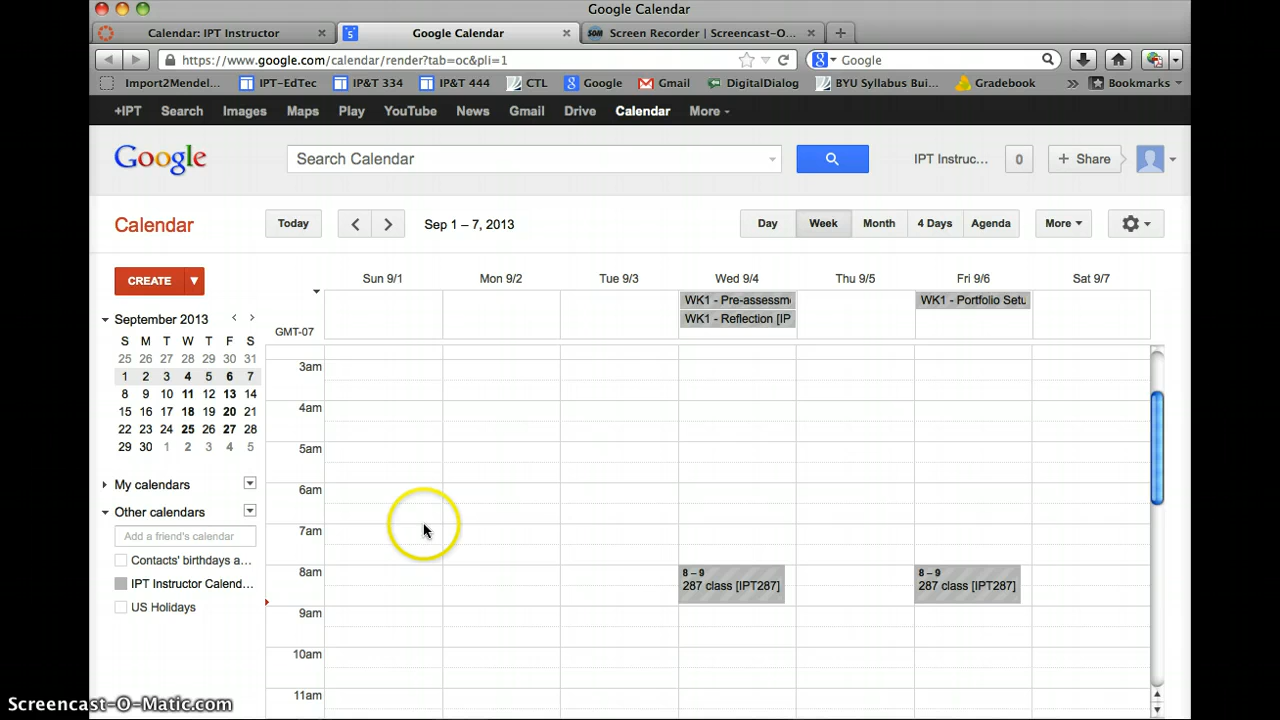 Google Calendar
Calendar: IPT Instructor
Google Calendar
Screen Recorder | Screencast-O...
https://www.google.com/calendar/render?tab=oc&pli=1
Google
Import2Mendel...
IPT-EdTec
IP&T 334
IP&T 444
CTL
Google
Gmail
DigitalDialog
BYU Syllabus Bui...
Gradebook
Bookmarks
+IPT Search Images Maps Play YouTube News Gmail Drive Calendar More
Google
Search Calendar
IPT Instruc...
0
+ Share
Calendar
Today
Sep 1 – 7, 2013
Day
Week
Month
4 Days
Agenda
More
CREATE
Sun 9/1
Mon 9/2
Tue 9/3
Wed 9/4
Thu 9/5
Fri 9/6
Sat 9/7
WK1 - Pre-assessm
WK1 - Portfolio Setu
WK1 - Reflection [IP
GMT-07
September 2013
S M T W T F S
25 26 27 28 29 30 31
1 2 3 4 5 6 7
8 9 10 11 12 13 14
15 16 17 18 19 20 21
22 23 24 25 26 27 28
29 30 1 2 3 4 5
My calendars
Other calendars
Add a friend's calendar
Contacts' birthdays a...
IPT Instructor Calend...
US Holidays
3am
4am
5am
6am
7am
8am
9am
10am
11am
8 – 9
287 class [IPT287]
8 – 9
287 class [IPT287]
Screencast-O-Matic.com